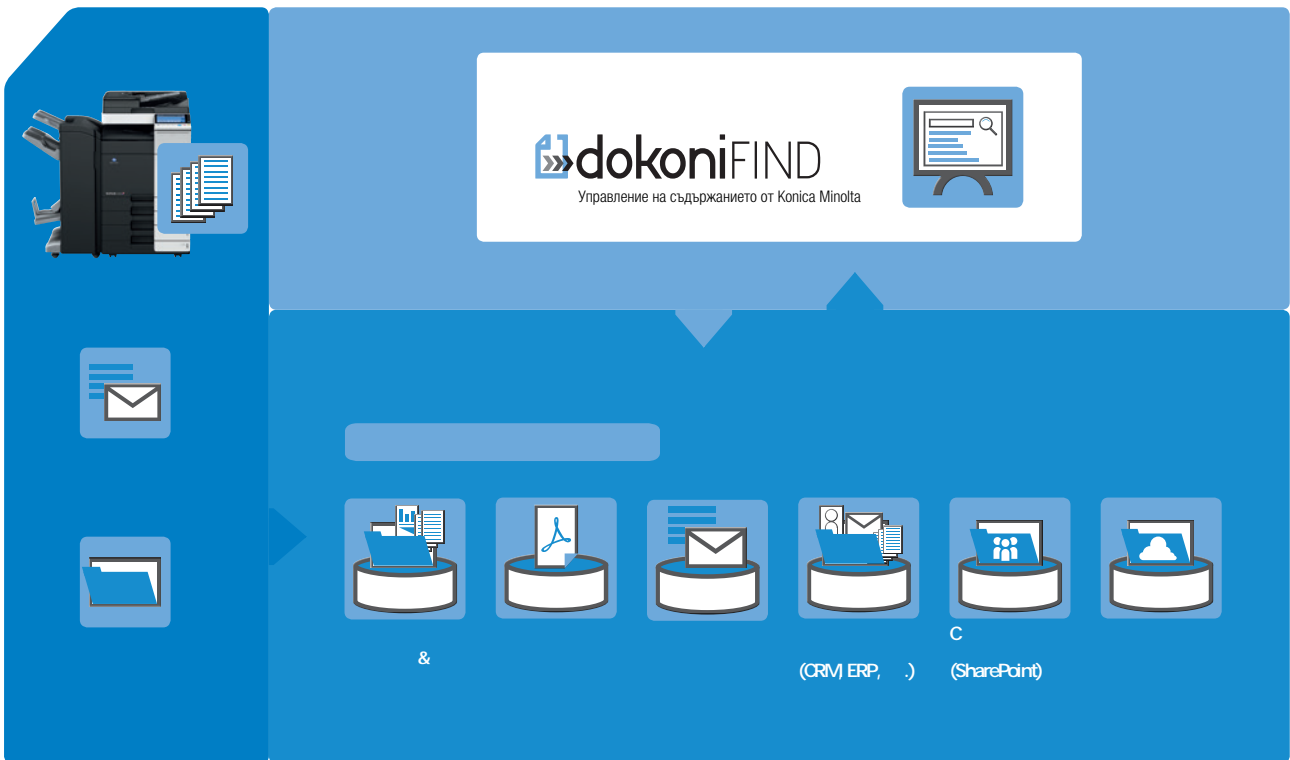 dokoniFIND
Управление на съдържанието от Konica Minolta
&
(CRM, ERP, .)
C
(SharePoint)